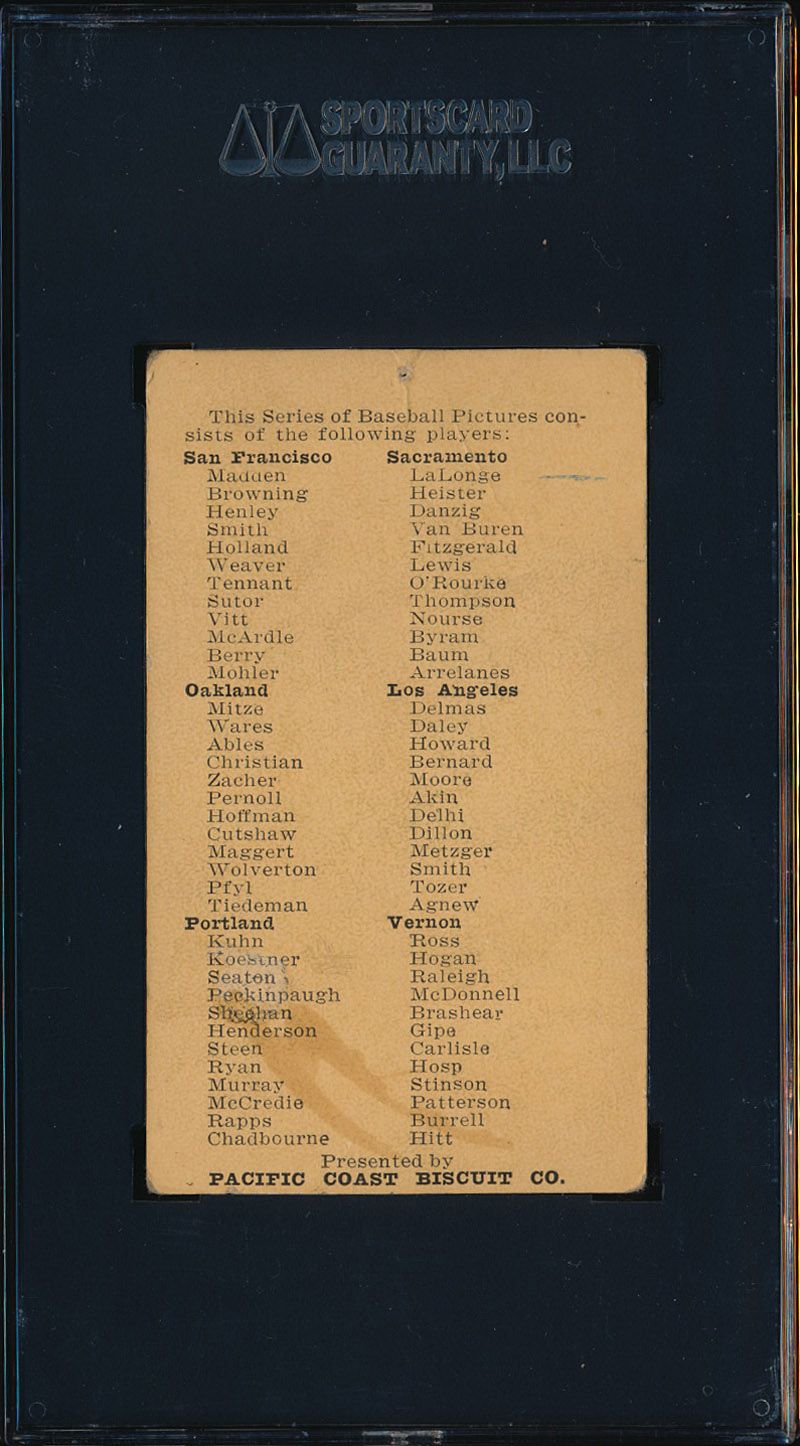 SPORTSCARD
GUARANTY, LLC
This Series of Baseball Pictures con-
sists of the following players:
San Francisco
Madden
Browning
Henley
Smith
Holland
Weaver
Tennant
Sutor
Vitt
McArdle
Berry
Mohler
Oakland
Mitze
Wares
Ables
Christian
Zacher
Pernoll
Hoffman
Cutshaw
Maggert
Wolverton
Pfyl
Tiedeman
Portland
Kuhn
Koestner
Seaton
Peckinpaugh
Sheehan
Henderson
Steen
Ryan
Murray
McCredie
Rapps
Chadbourne
Sacramento
LaLonge
Heister
Danzig
Van Buren
Fitzgerald
Lewis
O'Rourke
Thompson
Nourse
Byram
Baum
Arrelanes
Los Angeles
Delmas
Daley
Howard
Bernard
Moore
Akin
Delhi
Dillon
Metzger
Smith
Tozer
Agnew
Vernon
Ross
Hogan
Raleigh
McDonnell
Brashear
Gipe
Carlisle
Hosp
Stinson
Patterson
Burrell
Hitt
Presented by
PACIFIC COAST BISCUIT CO.